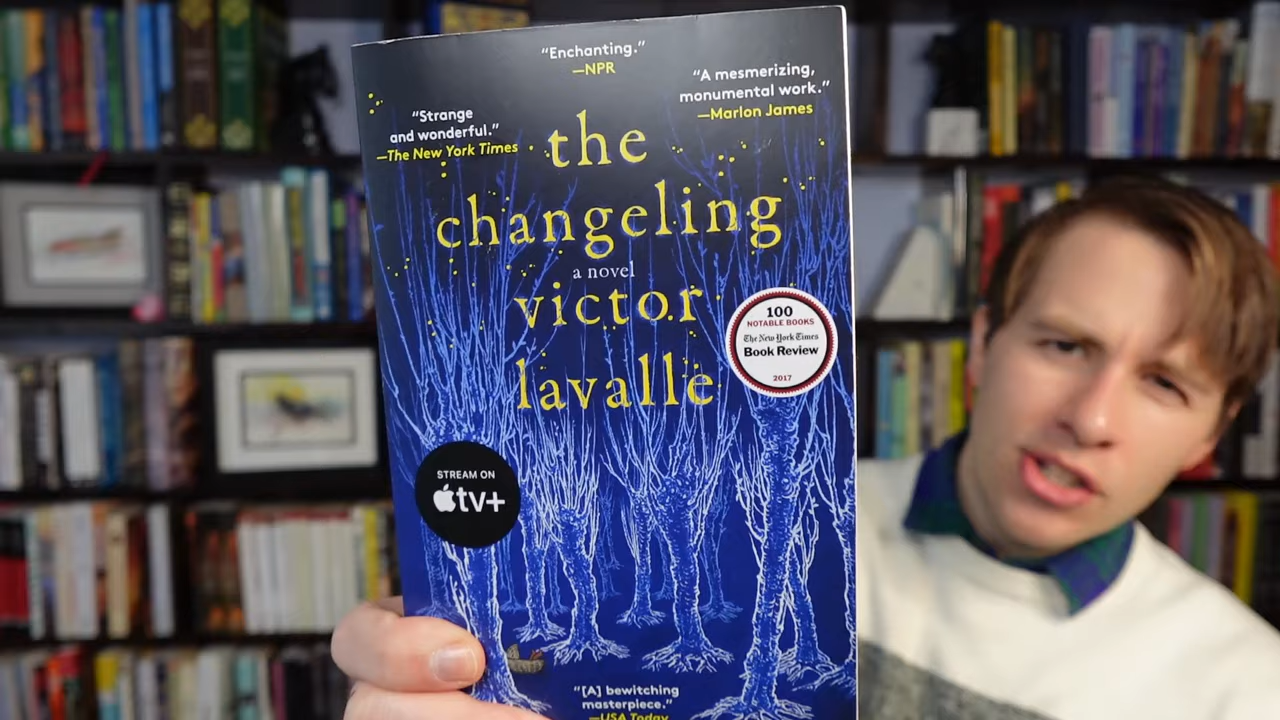 “Enchanting.”
—NPR
“A mesmerizing,
monumental work.”
—Marlon James
“Strange
and wonderful.”
—The New York Times
the
changeling
a novel
victor
lavalle
100
NOTABLE BOOKS
The New York Times
Book Review
2017
STREAM ON
tv+
“[A] bewitching
masterpiece.”
—USA Today